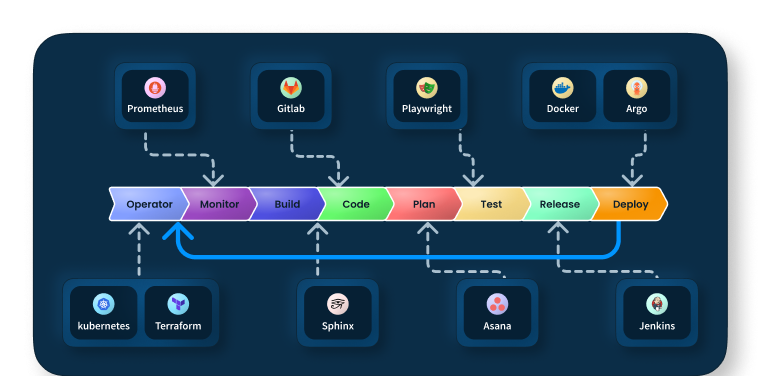 Prometheus
Gitlab
Playwright
Docker
Argo
Operator
Monitor
Build
Code
Plan
Test
Release
Deploy
kubernetes
Terraform
Sphinx
Asana
Jenkins